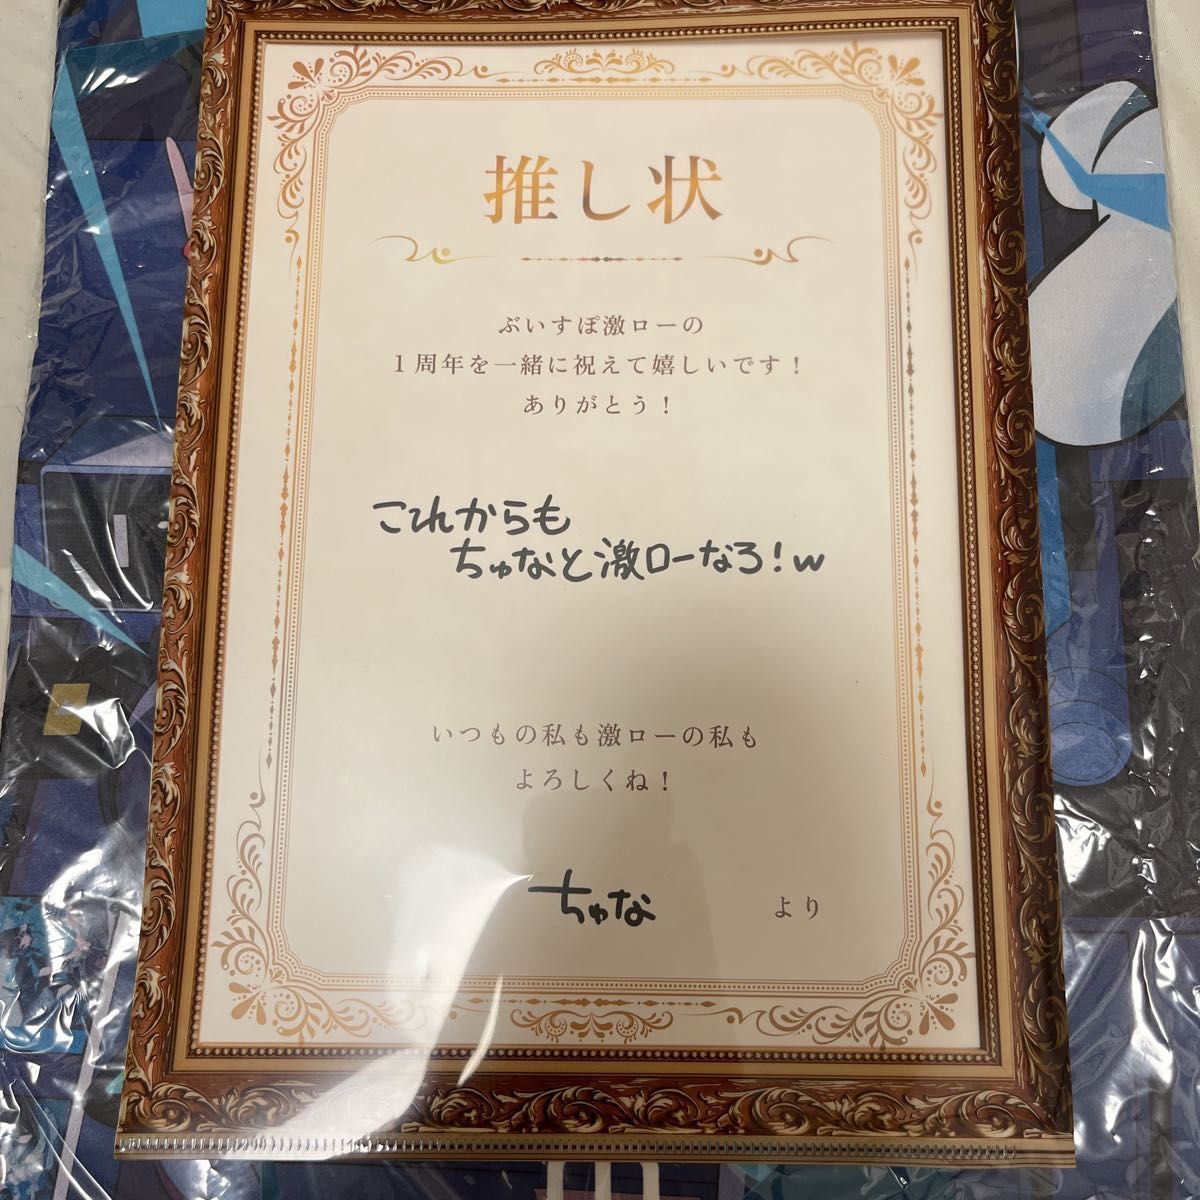 推し状
ぶいすぽ激ローの
1周年を一緒に祝えて嬉しいです！
ありがとう！
これからも
ちゅなと激ローなろ！w
いつもの私も激ローの私も
よろしくね！
ちゅな より